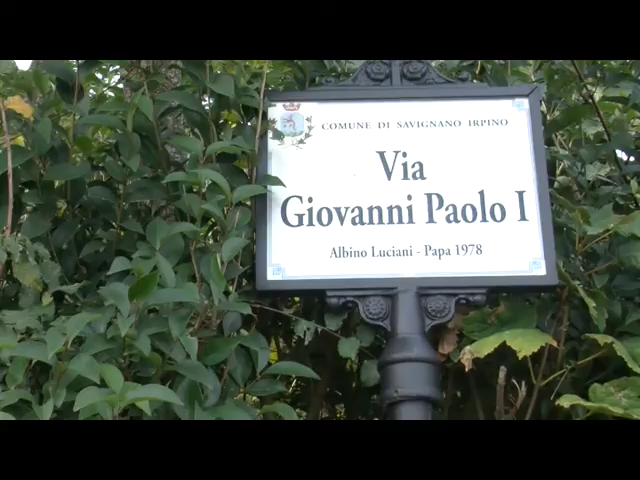 COMUNE DI SAVIGNANO IRPINO
Via
Giovanni Paolo I
Albino Luciani - Papa 1978